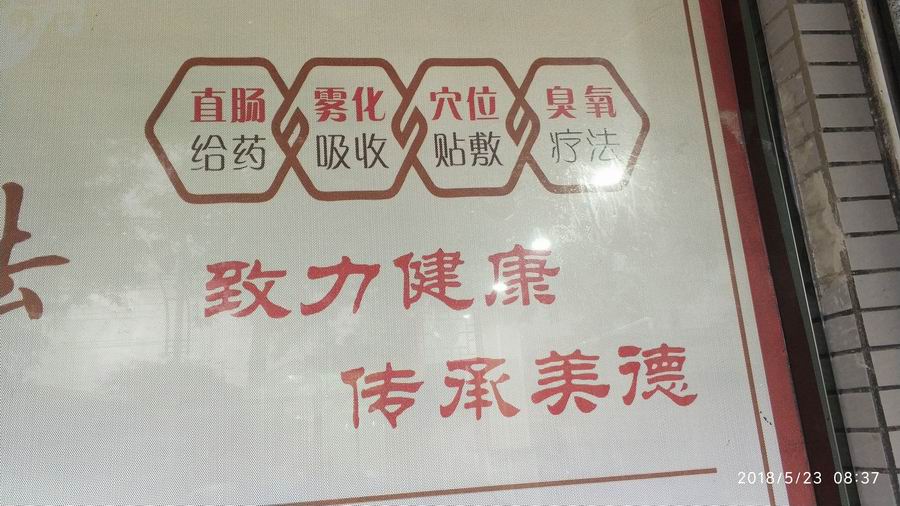 直肠 雾化 穴位 臭氧
给药 吸收 贴敷 疗法
法
致力健康
传承美德
2018/5/23 08:37